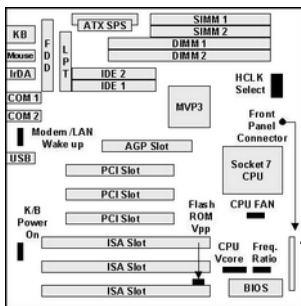 KB
Mouse
IrDA
COM 1
COM 2
Modem /LAN
Wake up
USB
K/B
Power
On
FDD
LPT
ATX SPS
SIMM 1
SIMM 2
DIMM 1
DIMM 2
IDE 2
IDE 1
MVP3
HCLK
Select
Front
Panel
Connector
AGP Slot
Socket 7
CPU
PCI Slot
PCI Slot
PCI Slot
Flash
ROM
Vpp
CPU FAN
ISA Slot
ISA Slot
ISA Slot
CPU
Vcore
Freq.
Ratio
BIOS